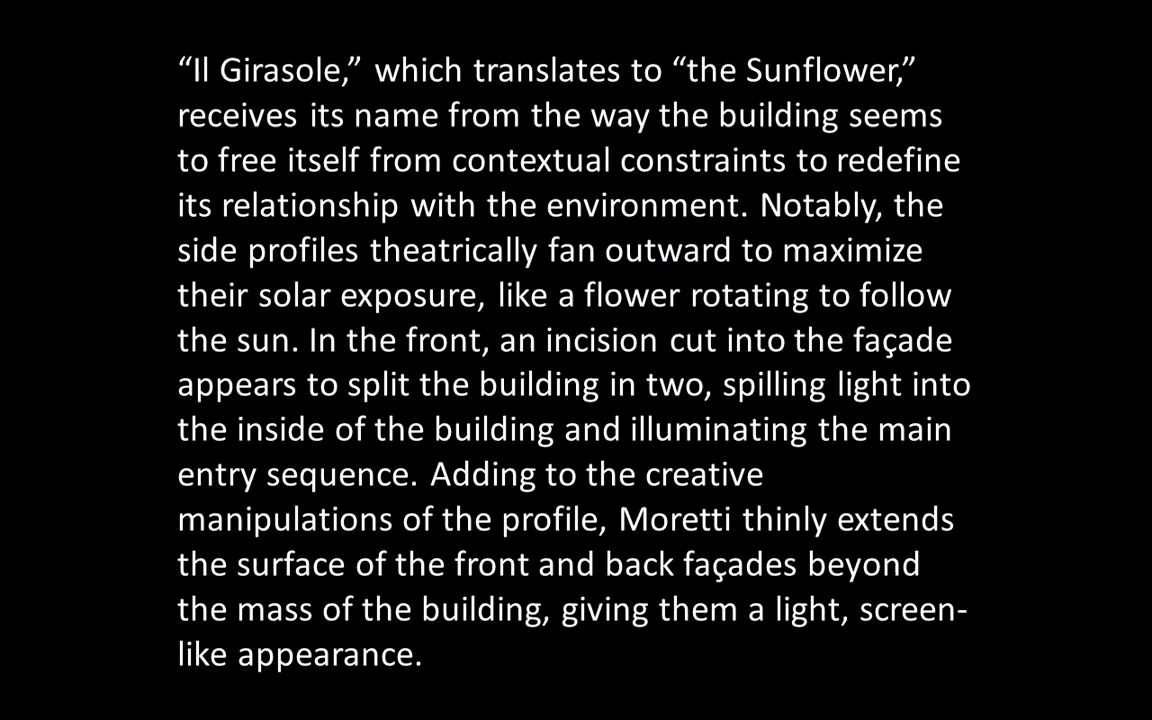 “Il Girasole,” which translates to “the Sunflower,”
receives its name from the way the building seems
to free itself from contextual constraints to redefine
its relationship with the environment. Notably, the
side profiles theatrically fan outward to maximize
their solar exposure, like a flower rotating to follow
the sun. In the front, an incision cut into the façade
appears to split the building in two, spilling light into
the inside of the building and illuminating the main
entry sequence. Adding to the creative
manipulations of the profile, Moretti thinly extends
the surface of the front and back façades beyond
the mass of the building, giving them a light, screen-
like appearance.